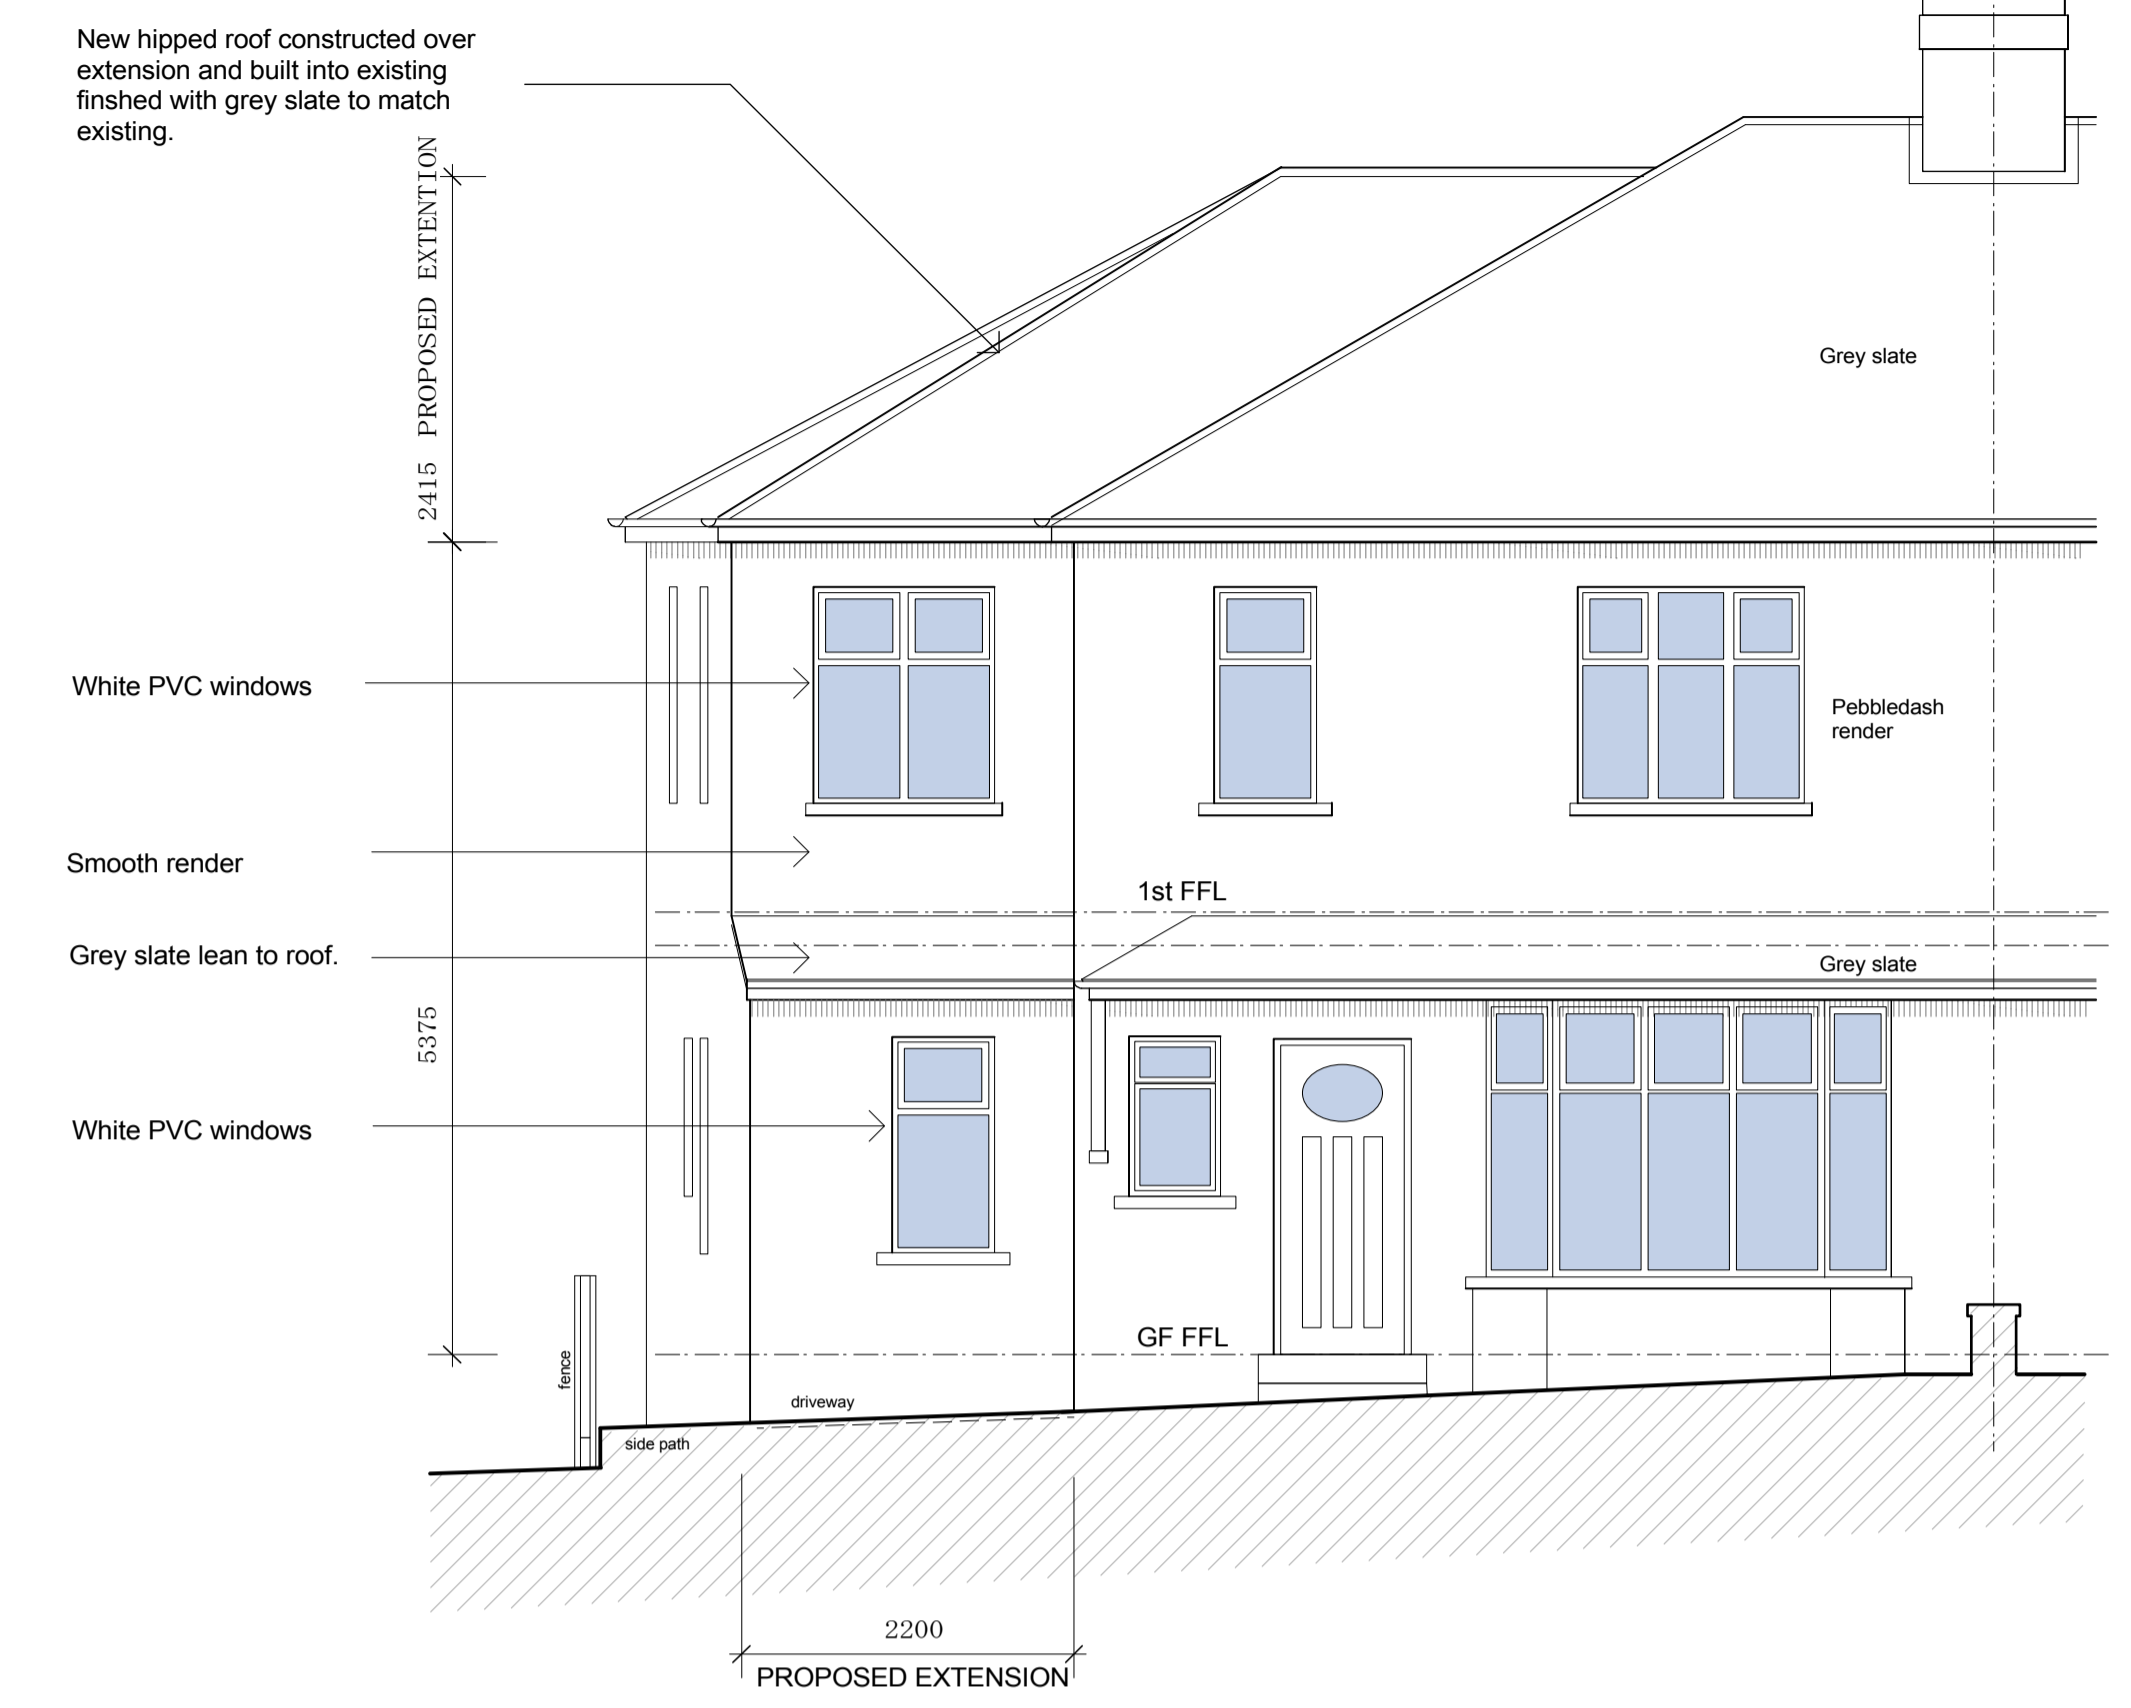 New hipped roof constructed over
extension and built into existing
finshed with grey slate to match
existing.
2415 PROPOSED EXTENTION
Grey slate
White PVC windows
Pebbledash
render
Smooth render
1st FFL
Grey slate lean to roof.
Grey slate
5375
White PVC windows
GF FFL
fence
driveway
side path
2200
PROPOSED EXTENSION